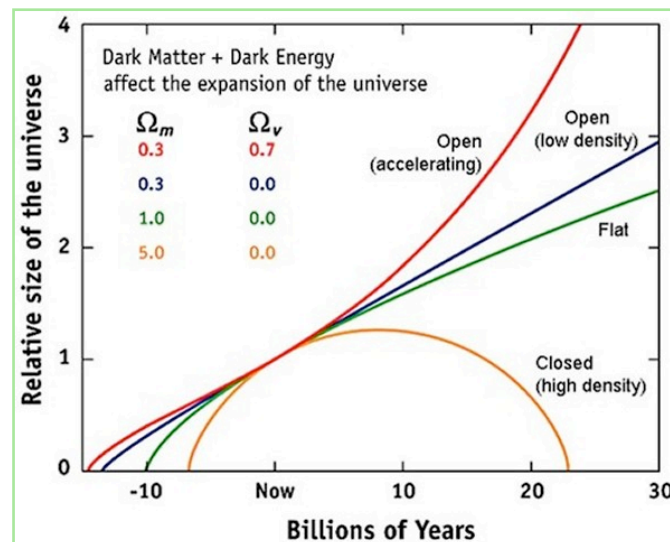 Dark Matter + Dark Energy
affect the expansion of the universe
Ωm Ωv
0.3 0.7
0.3 0.0
1.0 0.0
5.0 0.0
Open
(accelerating)
Open
(low density)
Flat
Closed
(high density)
Relative size of the universe
4
3
2
1
0
-10 Now 10 20 30
Billions of Years